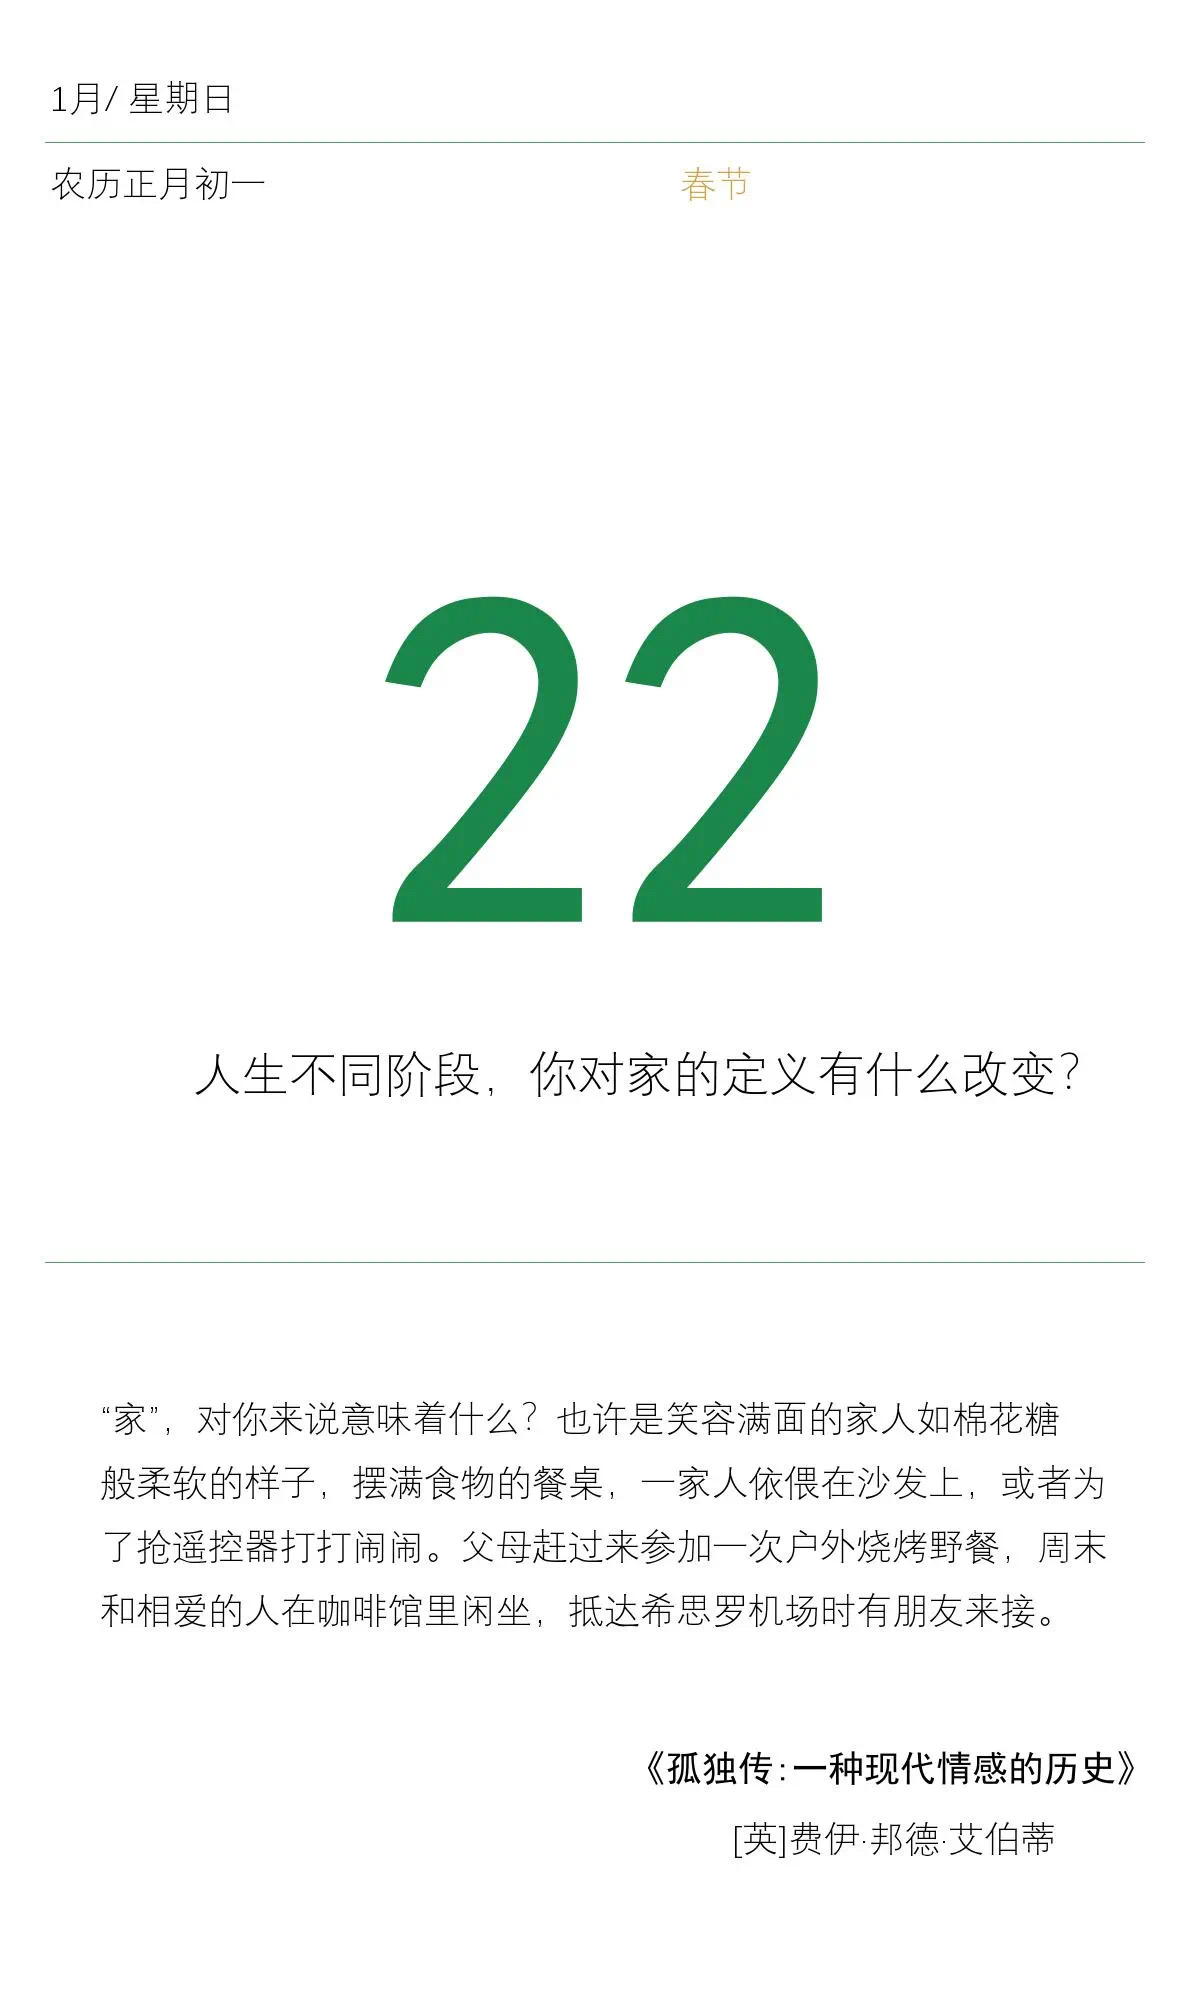 1月/ 星期日
农历正月初一 春节
22
人生不同阶段，你对家的定义有什么改变？
“家”，对你来说意味着什么？也许是笑容满面的家人如棉花糖
般柔软的样子，摆满食物的餐桌，一家人依偎在沙发上，或者为
了抢遥控器打打闹闹。父母赶过来参加一次户外烧烤野餐，周末
和相爱的人在咖啡馆里闲坐，抵达希思罗机场时有朋友来接。
《孤独传：一种现代情感的历史》
[英]费伊·邦德·艾伯蒂